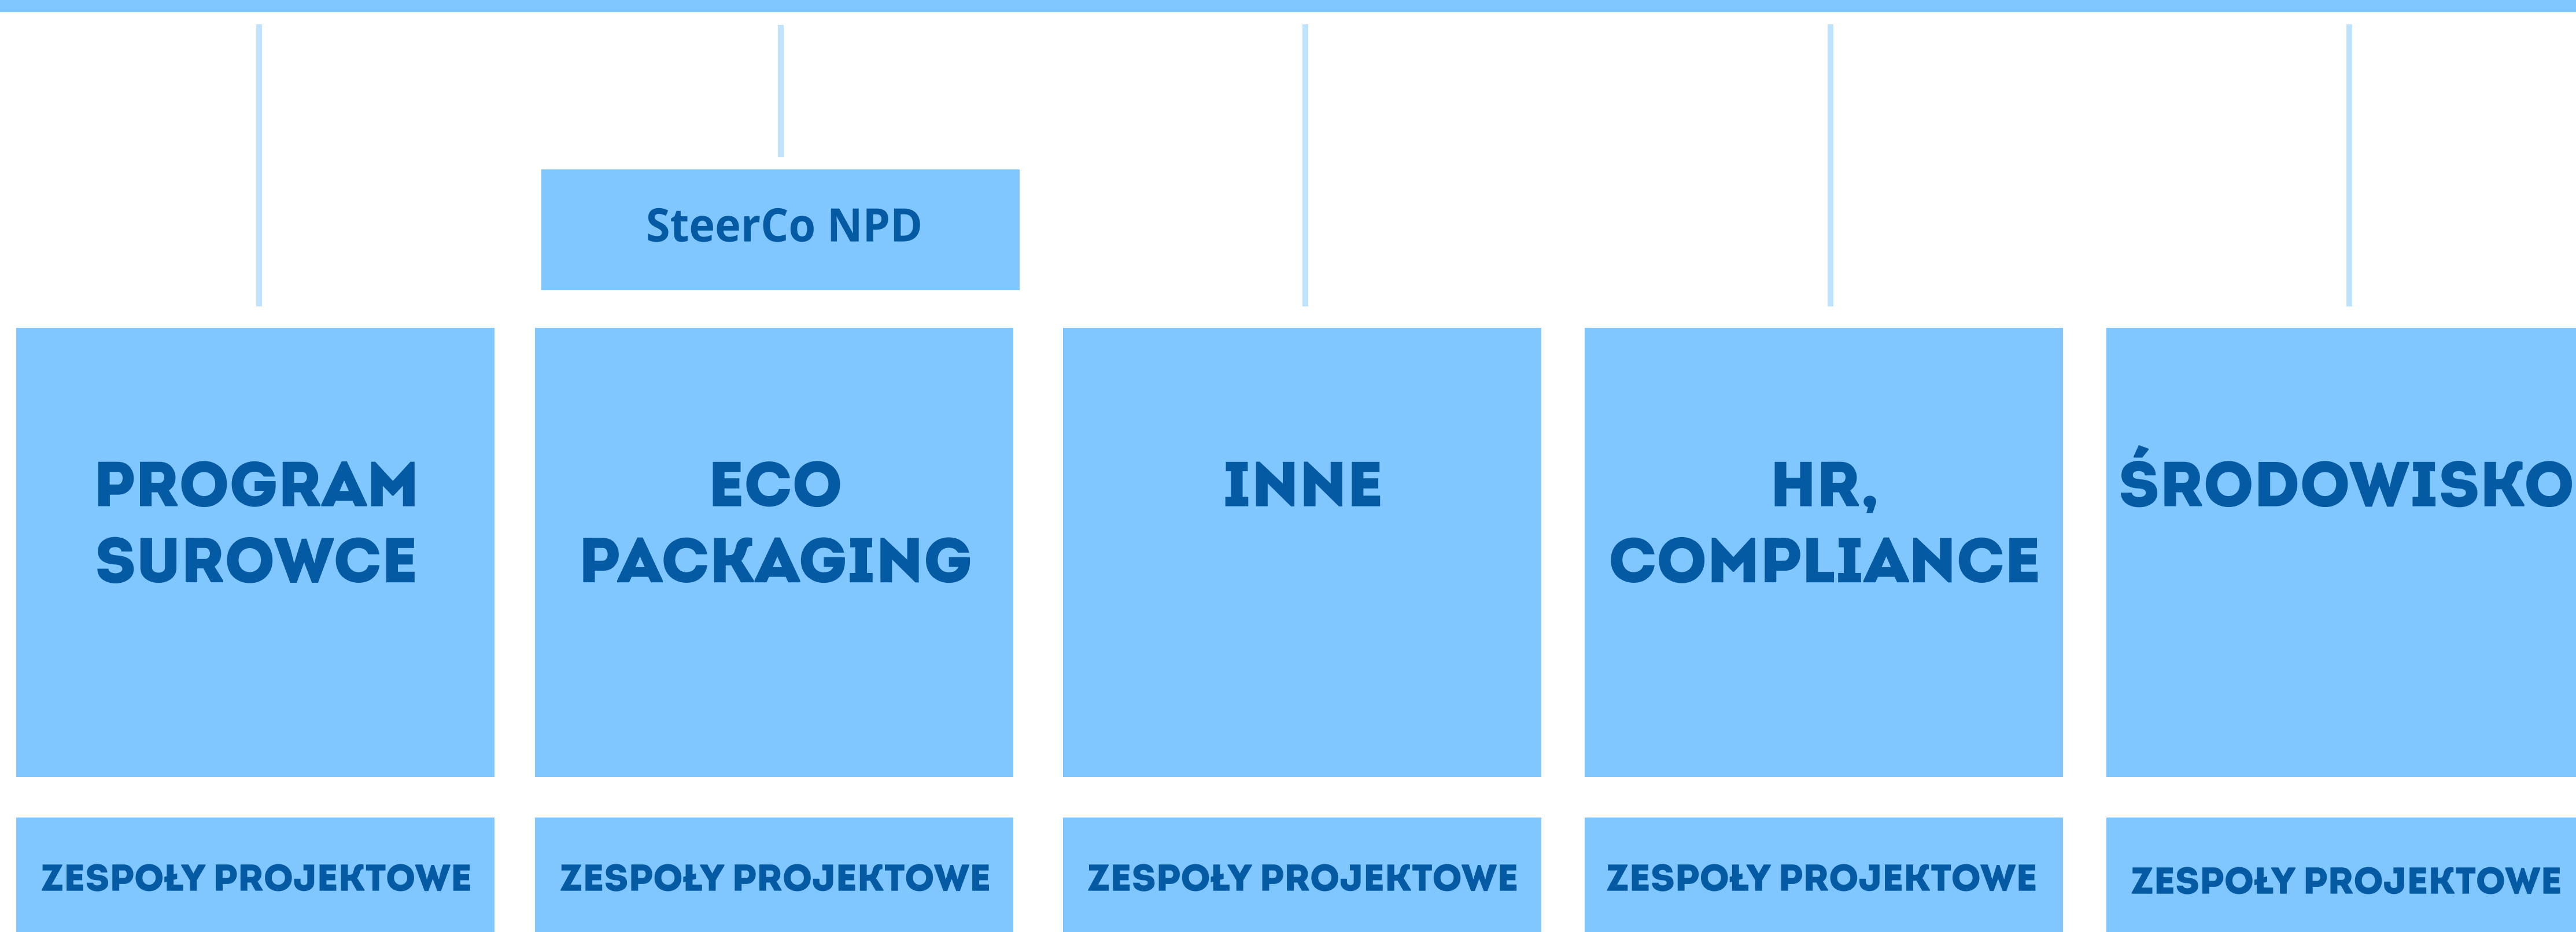 SteerCo NPD
PROGRAM
SUROWCE
ECO
PACKAGING
INNE
HR,
COMPLIANCE
ŚRODOWISKO
ZESPOŁY PROJEKTOWE
ZESPOŁY PROJEKTOWE
ZESPOŁY PROJEKTOWE
ZESPOŁY PROJEKTOWE
ZESPOŁY PROJEKTOWE